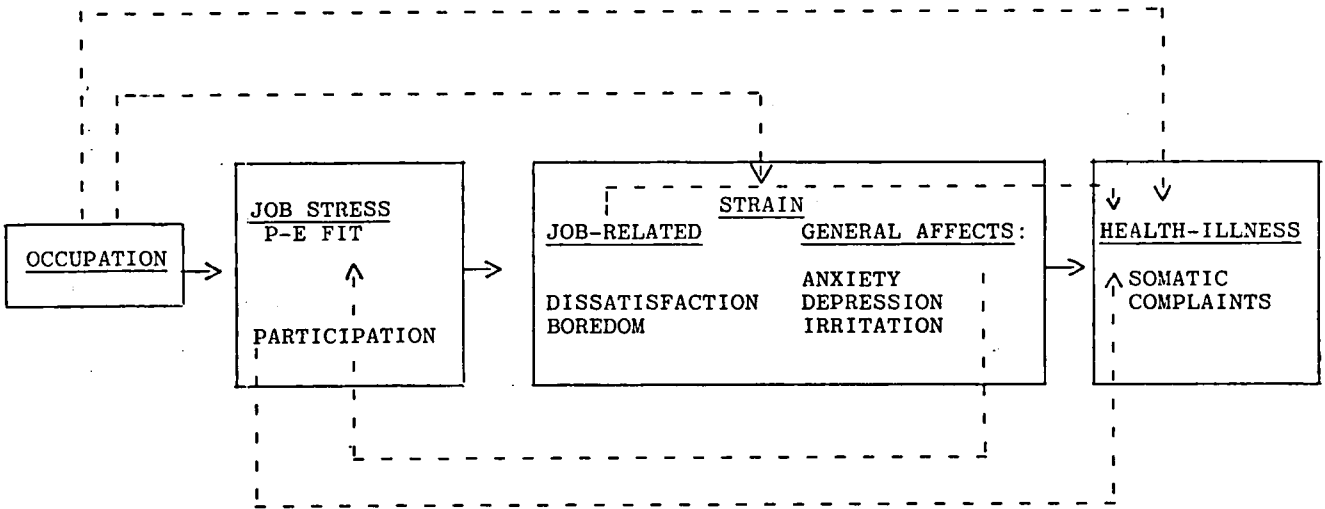 OCCUPATION
JOB STRESS
P-E FIT
PARTICIPATION
STRAIN
JOB-RELATED
DISSATISFACTION
BOREDOM
GENERAL AFFECTS:
ANXIETY
DEPRESSION
IRRITATION
HEALTH-ILLNESS
SOMATIC
COMPLAINTS